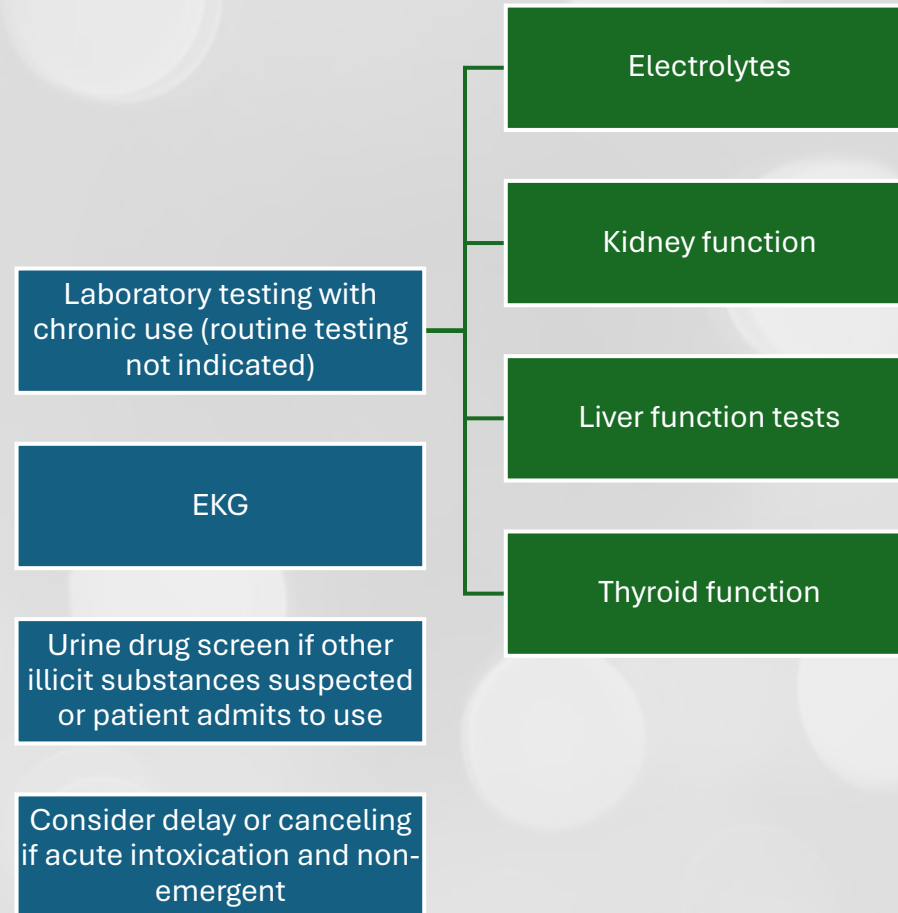 Laboratory testing with
chronic use (routine testing
not indicated)
Electrolytes
Kidney function
Liver function tests
Thyroid function
EKG
Urine drug screen if other
illicit substances suspected
or patient admits to use
Consider delay or canceling
if acute intoxication and non-
emergent